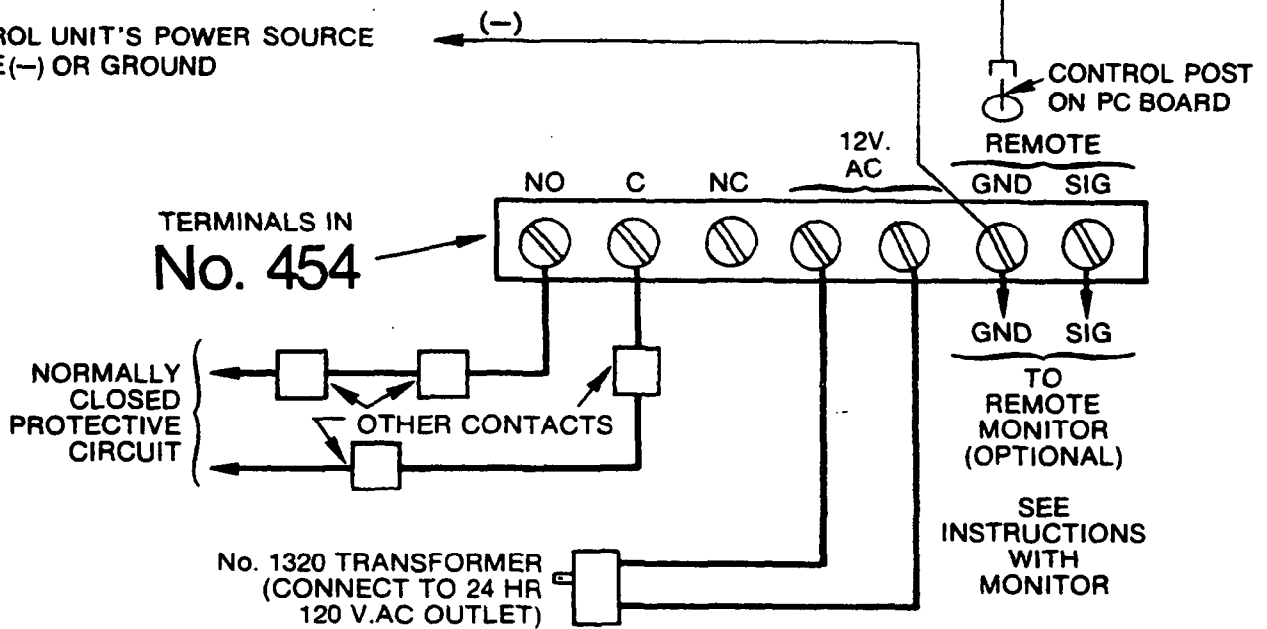 (−)
UNIT'S POWER SOURCE
(−) OR GROUND
CONTROL POST
ON PC BOARD
REMOTE
12V.
AC
NO C NC GND SIG
TERMINALS IN
No. 454
GND SIG
TO
REMOTE
MONITOR
(OPTIONAL)
NORMALLY
CLOSED
PROTECTIVE
CIRCUIT
OTHER CONTACTS
SEE
INSTRUCTIONS
WITH
MONITOR
No. 1320 TRANSFORMER
(CONNECT TO 24 HR
120 V.AC OUTLET)